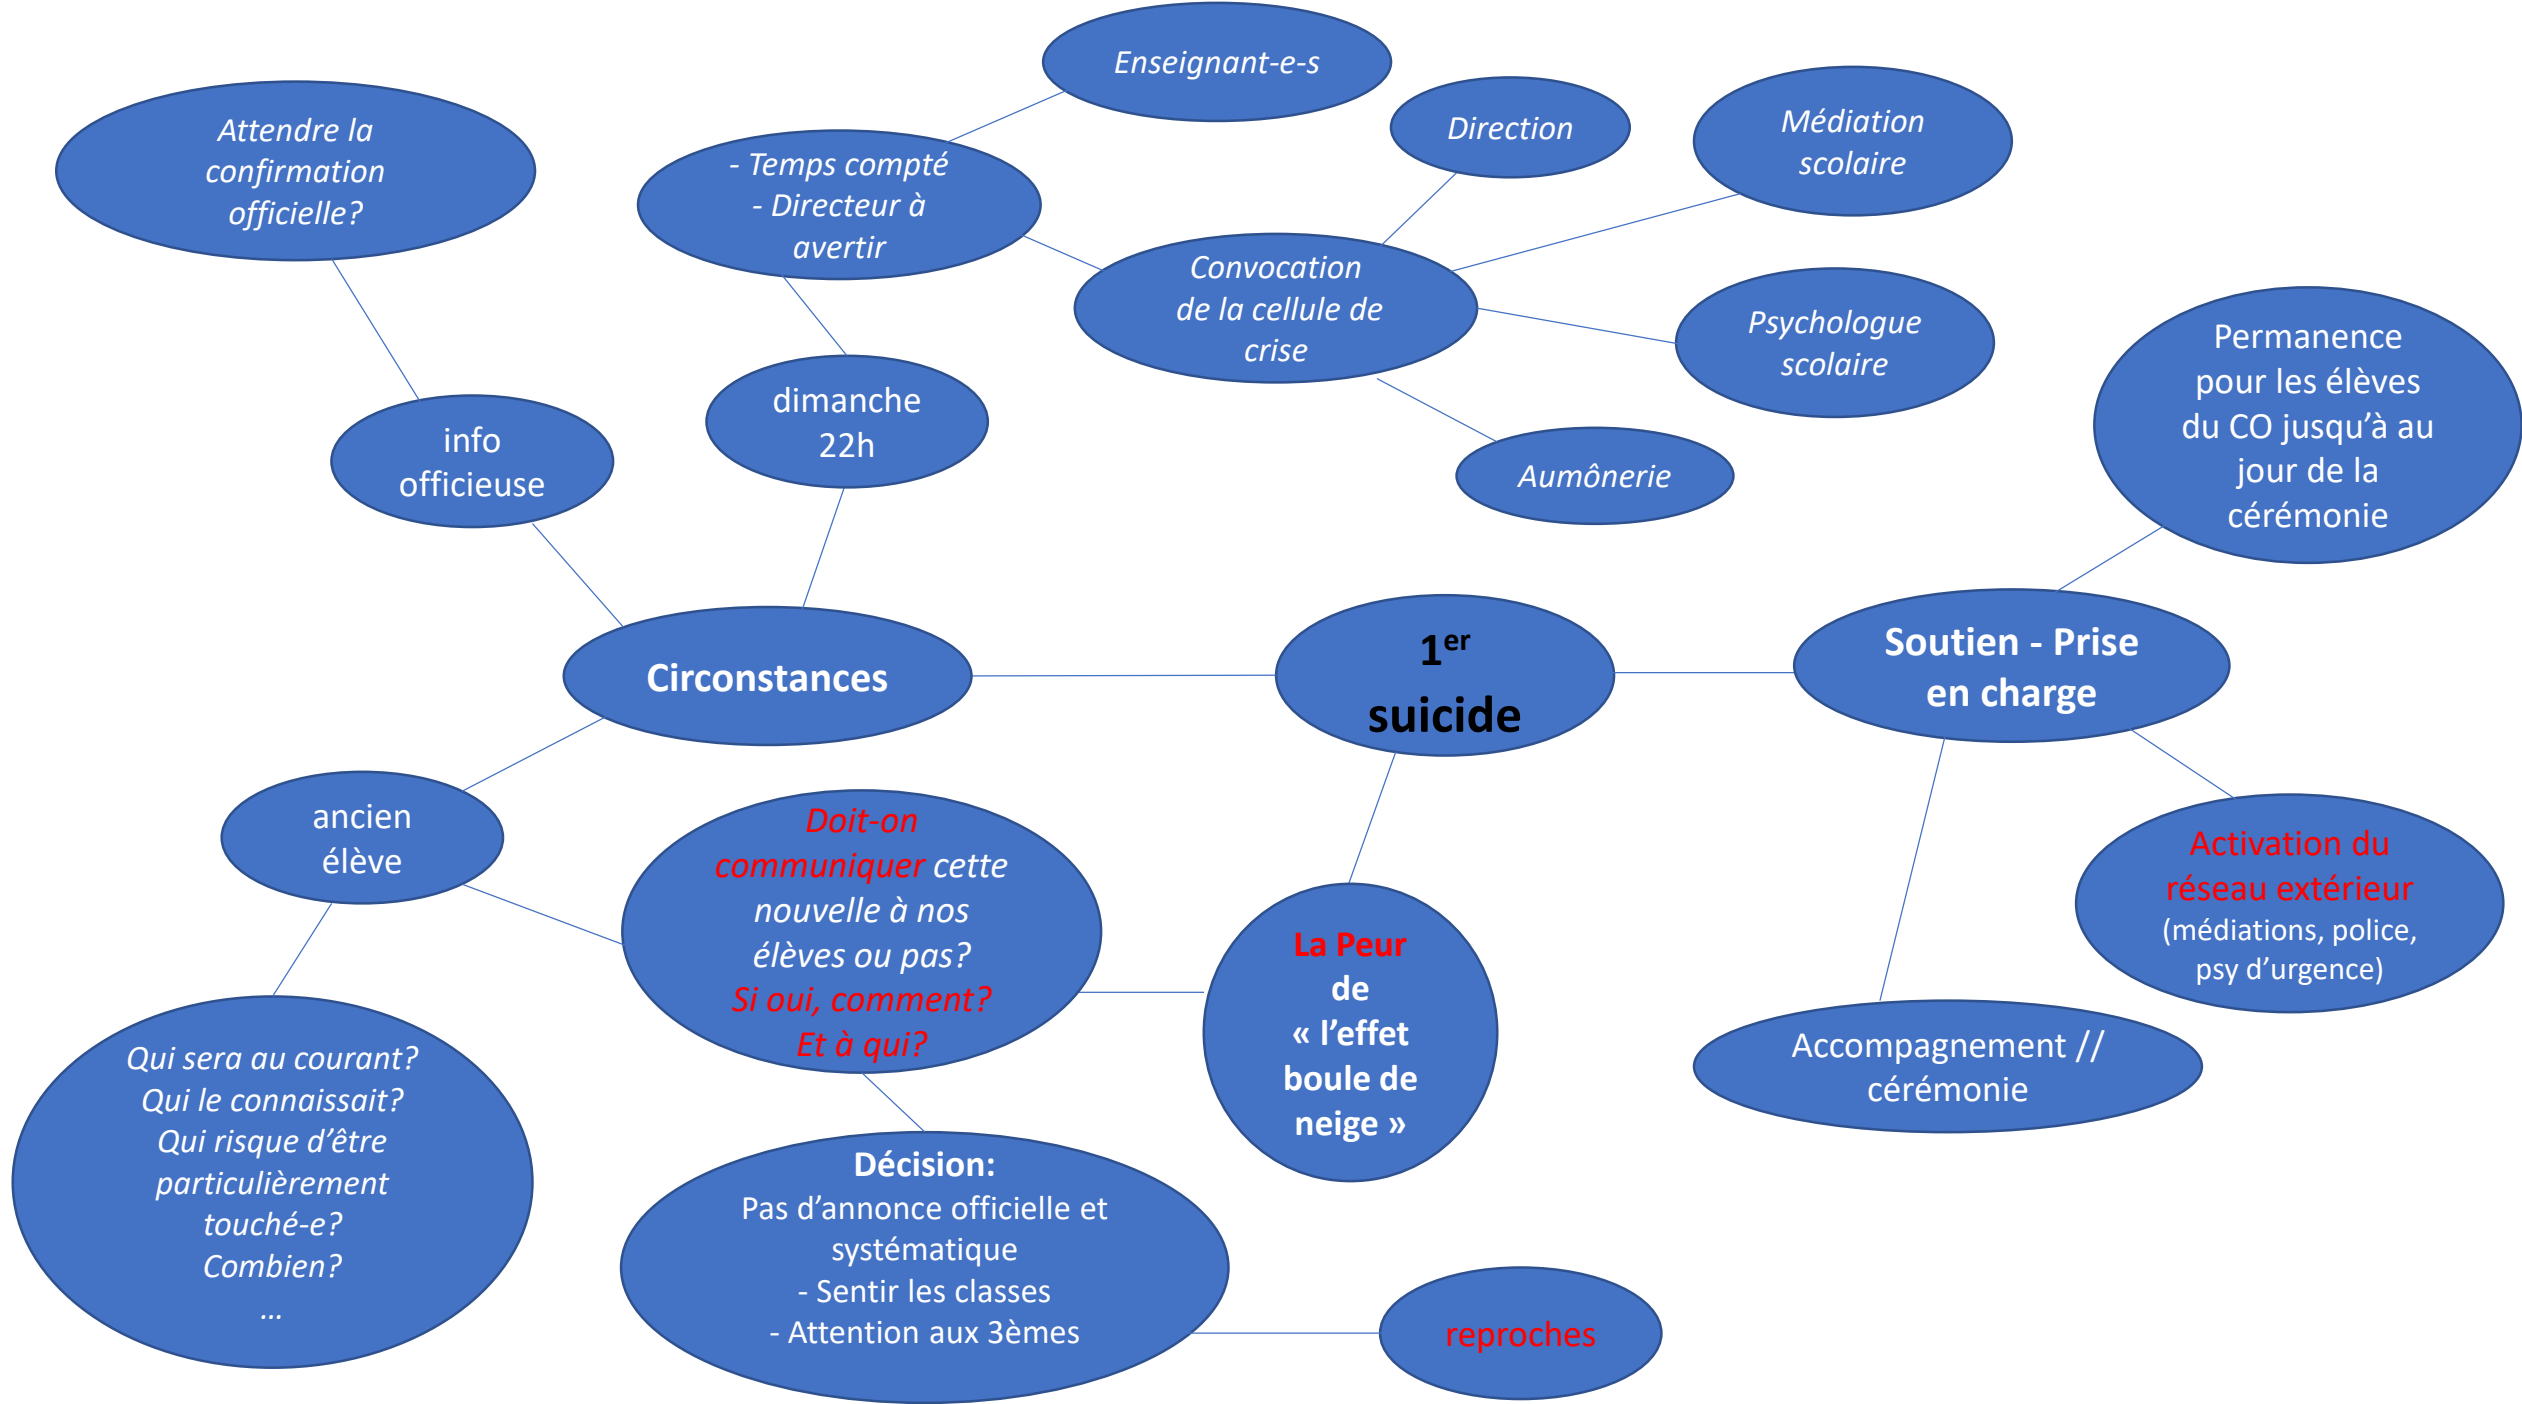 Enseignant-e-s
Attendre la
confirmation
officielle?
- Temps compté
- Directeur à
avertir
Direction
Médiation
scolaire
Convocation
de la cellule de
crise
Psychologue
scolaire
Aumônerie
Permanence
pour les élèves
du CO jusqu’à au
jour de la
cérémonie
info
officieuse
dimanche
22h
Circonstances
1er
suicide
Soutien - Prise
en charge
ancien
élève
Doit-on
communiquer cette
nouvelle à nos
élèves ou pas?
Si oui, comment?
Et à qui?
La Peur
de
« l’effet
boule de
neige »
Activation du
réseau extérieur
(médiations, police,
psy d’urgence)
Accompagnement //
cérémonie
Qui sera au courant?
Qui le connaissait?
Qui risque d’être
particulièrement
touché-e?
Combien?
…
Décision:
Pas d’annonce officielle et
systématique
- Sentir les classes
- Attention aux 3èmes
reproches